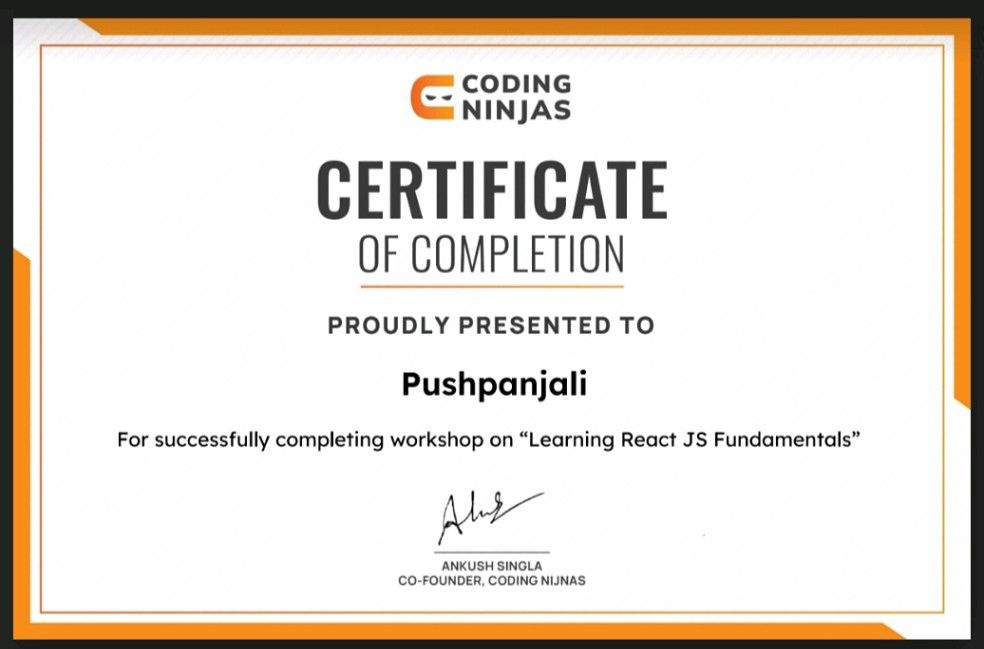 CODING
NINJAS
CERTIFICATE
OF COMPLETION
PROUDLY PRESENTED TO
Pushpanjali
For successfully completing workshop on “Learning React JS Fundamentals”
ANKUSH SINGLA
CO-FOUNDER, CODING NIJNAS